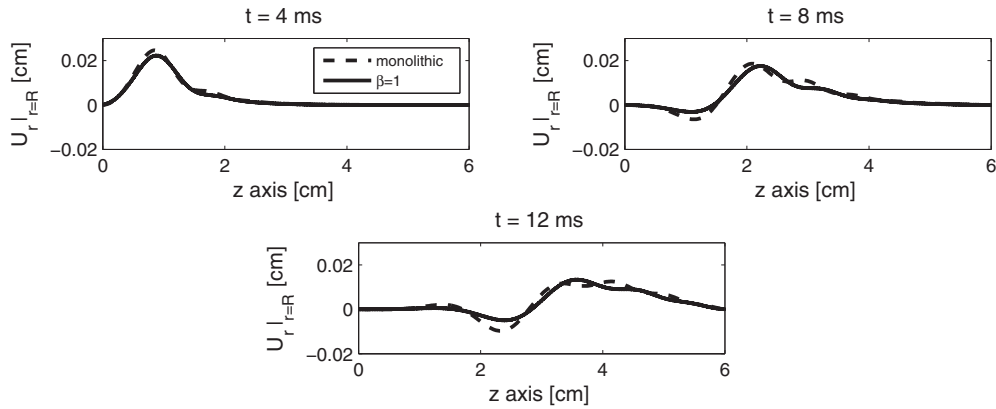 t = 4 ms
U_r |_{r=R} [cm]
0.02
0
−0.02
monolithic
β=1
0 2 4 6
z axis [cm]
t = 8 ms
U_r |_{r=R} [cm]
0.02
0
−0.02
0 2 4 6
z axis [cm]
t = 12 ms
U_r |_{r=R} [cm]
0.02
0
−0.02
0 2 4 6
z axis [cm]